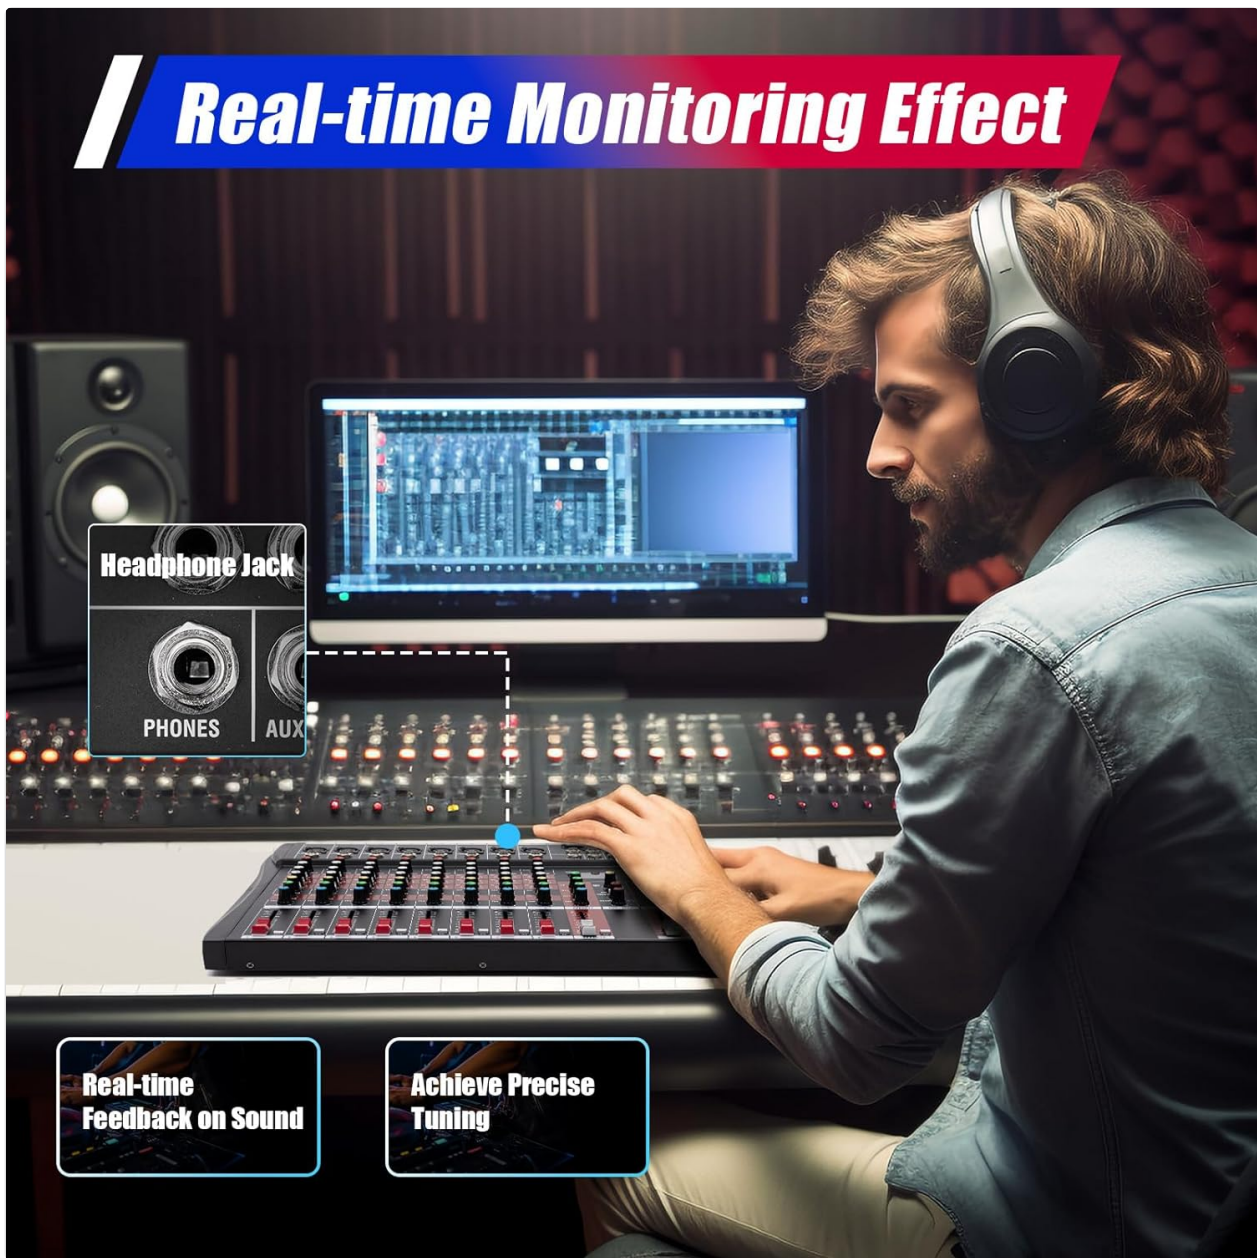 Real-time Monitoring Effect
Headphone Jack
PHONES
AUX
Real-time
Feedback on Sound
Achieve Precise
Tuning